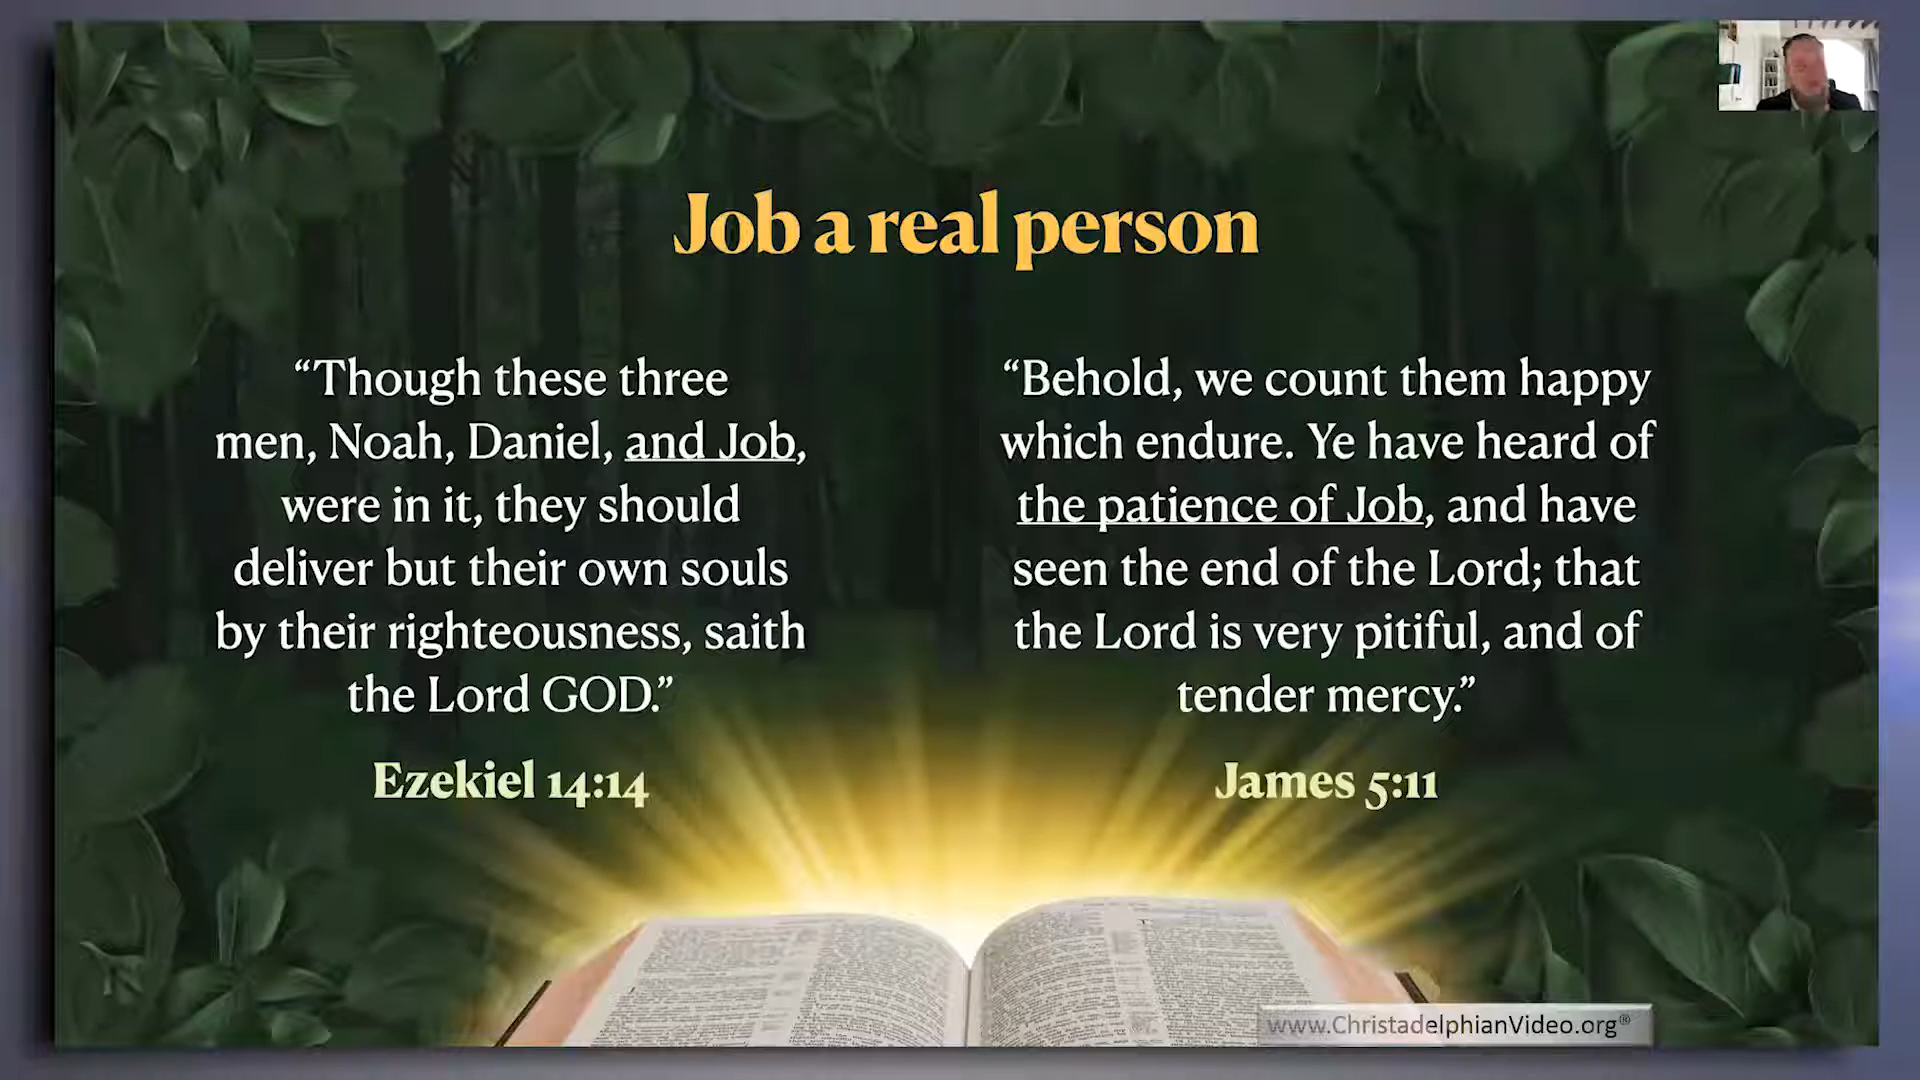 Job a real person
“Though these three
men, Noah, Daniel, and Job,
were in it, they should
deliver but their own souls
by their righteousness, saith
the Lord GOD.”
Ezekiel 14:14
“Behold, we count them happy
which endure. Ye have heard of
the patience of Job, and have
seen the end of the Lord; that
the Lord is very pitiful, and of
tender mercy.”
James 5:11
www.ChristadelphianVideo.org®